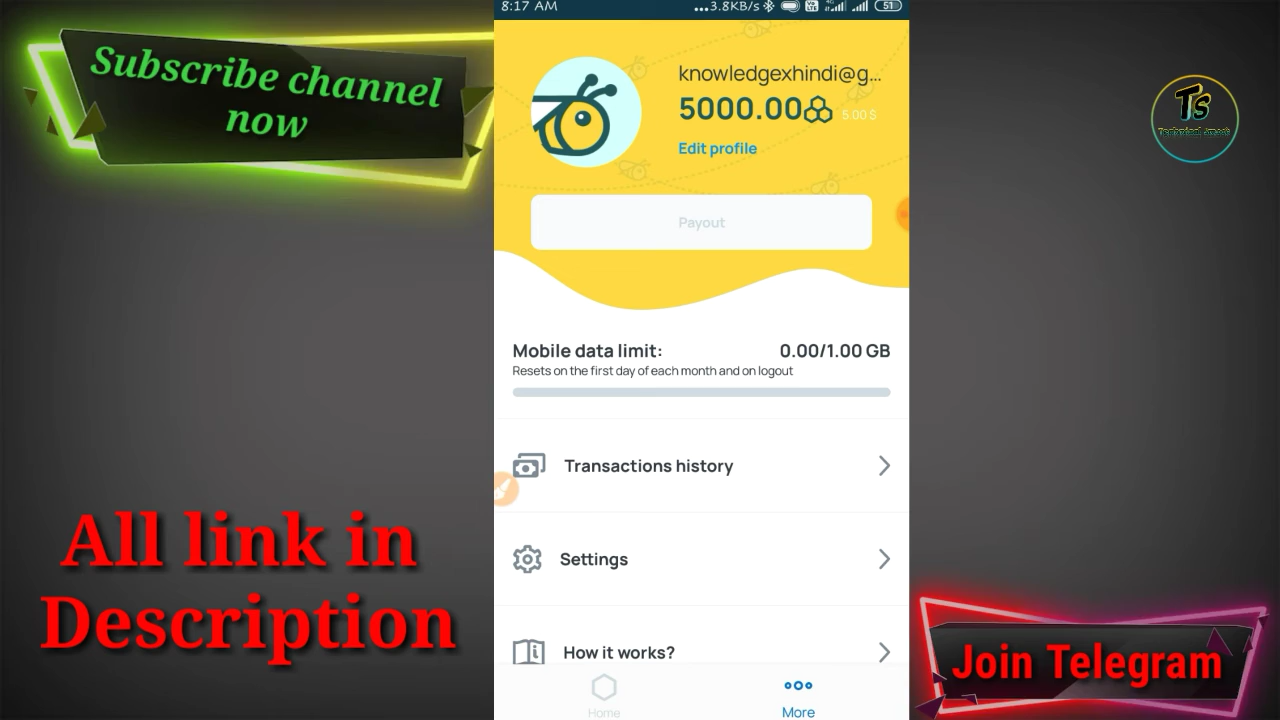 Subscribe channel
now
8:17 AM
...3.8KB/s
51
knowledgexhindi@g...
5000.00
5.00 $
Edit profile
Payout
Mobile data limit:
0.00/1.00 GB
Resets on the first day of each month and on logout
Transactions history
Settings
How it works?
Home
More
All link in
Description
Ts
Join Telegram